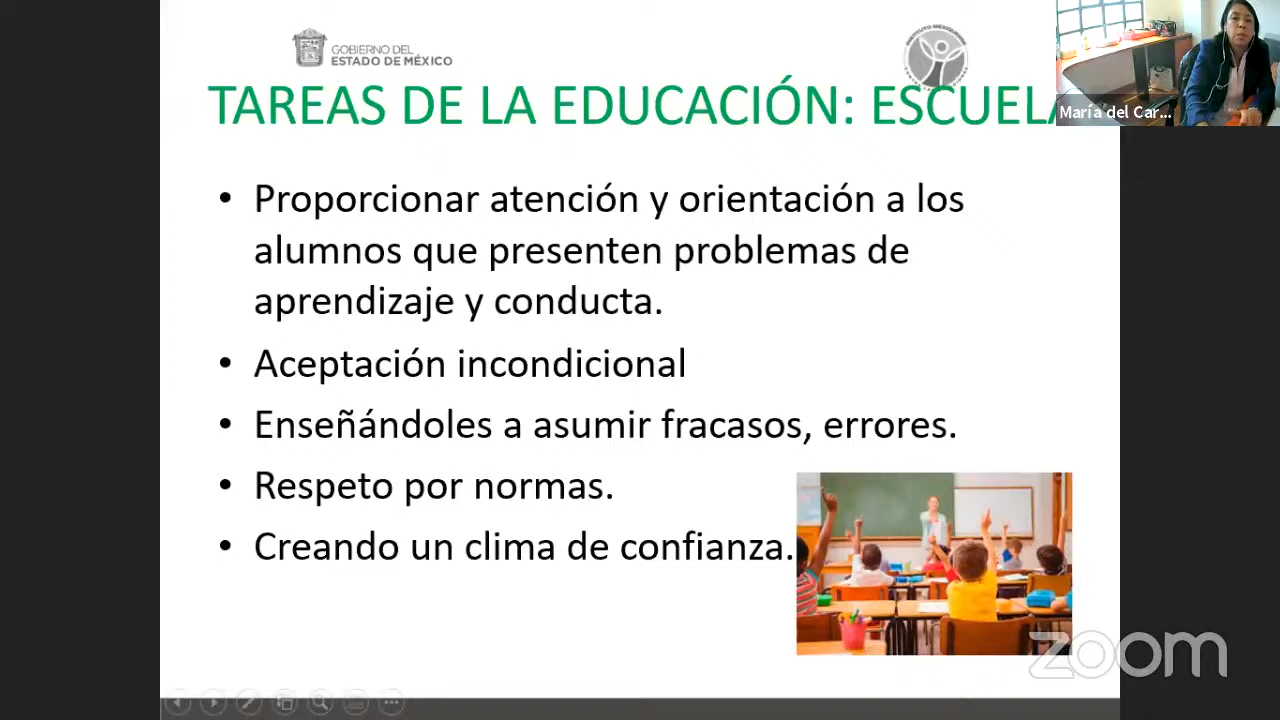 GOBIERNO DEL
ESTADO DE MÉXICO
TAREAS DE LA EDUCACIÓN: ESCUELA
María del Car...
• Proporcionar atención y orientación a los
alumnos que presenten problemas de
aprendizaje y conducta.
• Aceptación incondicional
• Enseñándoles a asumir fracasos, errores.
• Respeto por normas.
• Creando un clima de confianza.
zoom